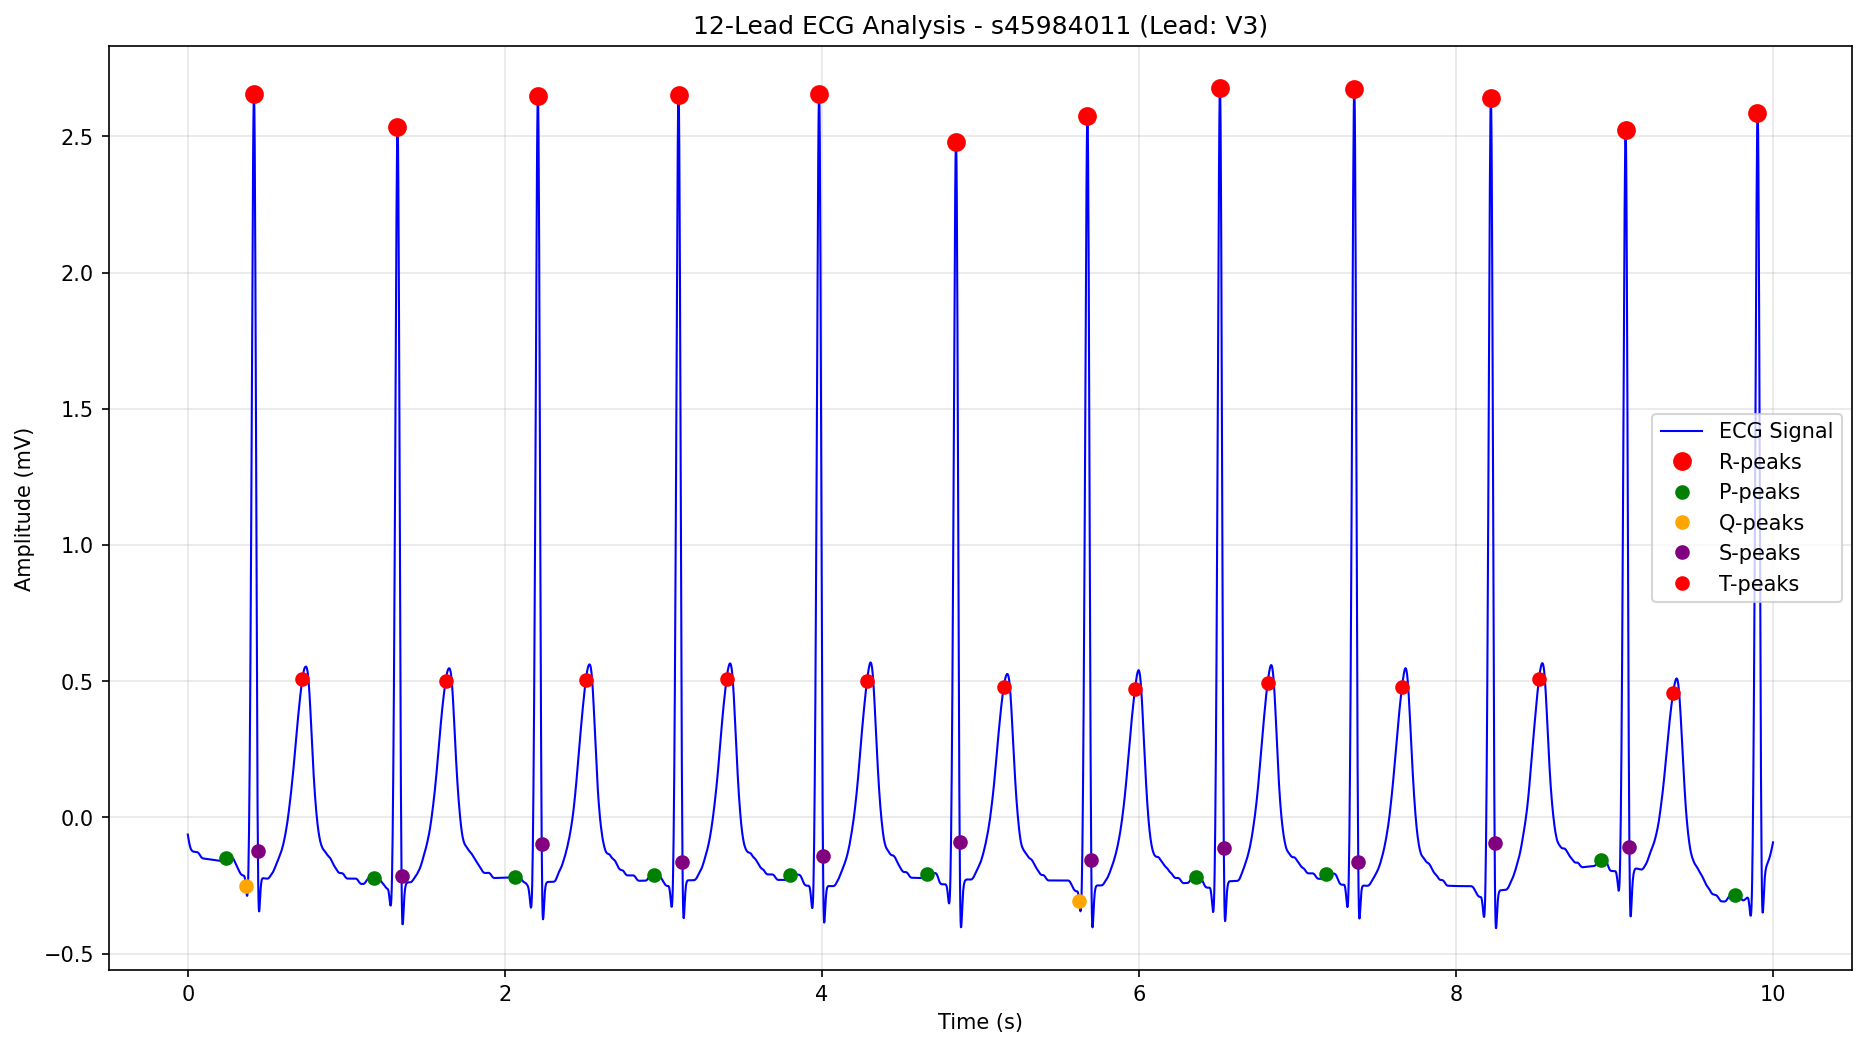 12-Lead ECG Analysis - s45984011 (Lead: V3)
Amplitude (mV)
2.5
2.0
1.5
1.0
0.5
0.0
−0.5
ECG Signal
R-peaks
P-peaks
Q-peaks
S-peaks
T-peaks
0 2 4 6 8 10
Time (s)